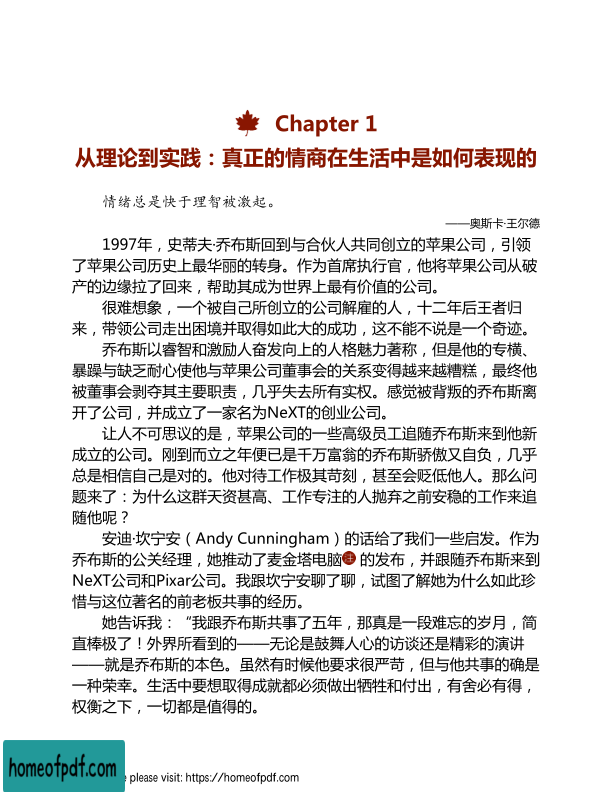 Chapter 1
从理论到实践：真正的情商在生活中是如何表现的
情绪总是快于理智被激起。
——奥斯卡·王尔德
1997年，史蒂夫·乔布斯回到与合伙人共同创立的苹果公司，引领
了苹果公司历史上最华丽的转身。作为首席执行官，他将苹果公司从破
产的边缘拉了回来，帮助其成为世界上最有价值的公司。
很难想象，一个被自己所创立的公司解雇的人，十二年后王者归
来，带领公司走出困境并取得如此大的成功，这不能不说是一个奇迹。
乔布斯以睿智和激励人奋发向上的人格魅力著称，但是他的专横、
暴躁与缺乏耐心使他与苹果公司董事会的关系变得越来越糟糕，最终他
被董事会剥夺其主要职责，几乎失去所有实权。感觉被背叛的乔布斯离
开了公司，并成立了一家名为NeXT的创业公司。
让人不可思议的是，苹果公司的一些高级员工追随乔布斯来到他新
成立的公司。刚到而立之年便已是千万富翁的乔布斯骄傲又自负，几乎
总是相信自己是对的。他对待工作极其苛刻，甚至会贬低他人。那么问
题来了：为什么这群天资甚高、工作专注的人抛弃之前安稳的工作来追
随他呢？
安迪·坎宁安（Andy Cunningham）的话给了我们一些启发。作为
乔布斯的公关经理，她推动了麦金塔电脑注 的发布，并跟随乔布斯来到
NeXT公司和Pixar公司。我跟坎宁安聊了聊，试图了解她为什么如此珍
惜与这位著名的前老板共事的经历。
她告诉我：“我跟乔布斯共事了五年，那真是一段难忘的岁月，简
直棒极了！外界所看到的——无论是鼓舞人心的访谈还是精彩的演讲
——就是乔布斯的本色。虽然有时候他要求很严苛，但与他共事的确是
一种荣幸。生活中要想取得成就都必须做出牺牲和付出，有舍必有得，
权衡之下，一切都是值得的。
homeofpdf.com
e please visit: https://homeofpdf.com